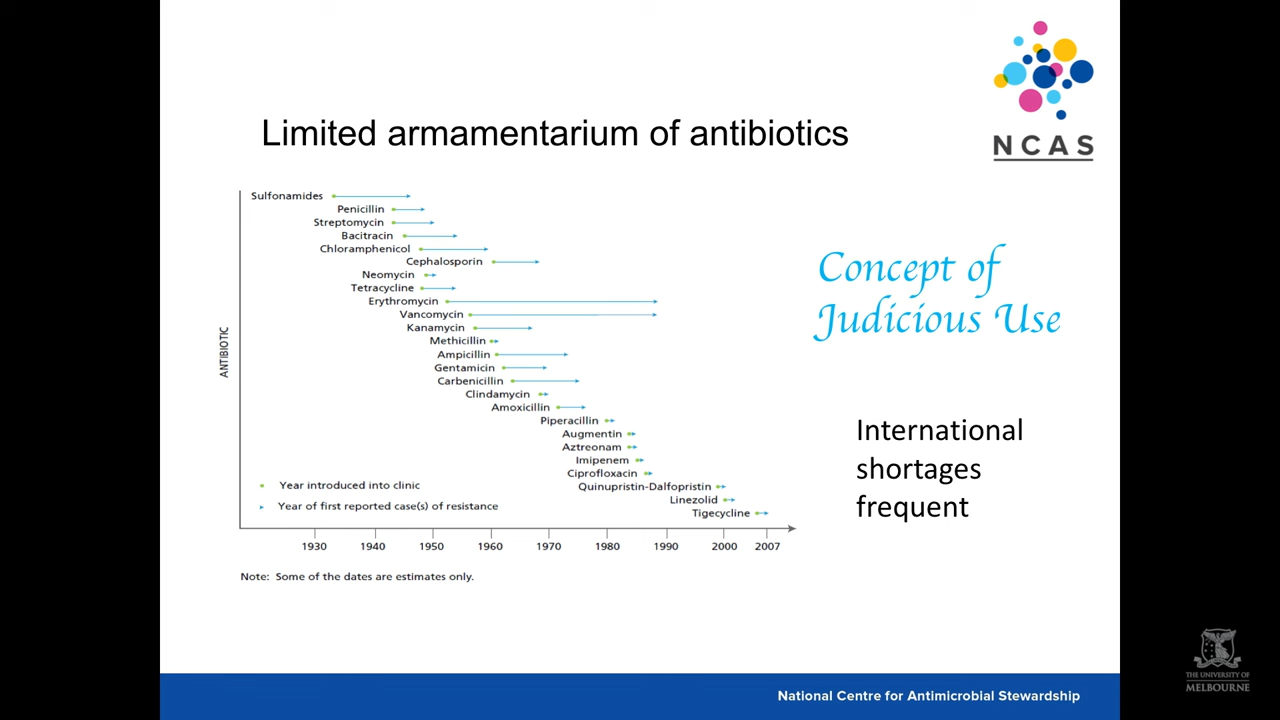 NCAS
Limited armamentarium of antibiotics
Sulfonamides
Penicillin
Streptomycin
Bacitracin
Chloramphenicol
Cephalosporin
Neomycin
Tetracycline
Erythromycin
Vancomycin
Kanamycin
Methicillin
Ampicillin
Gentamicin
Carbenicillin
Clindamycin
Amoxicillin
Piperacillin
Augmentin
Aztreonam
Imipenem
Ciprofloxacin
Quinupristin-Dalfopristin
Linezolid
Tigecycline
ANTIBIOTIC
Year introduced into clinic
Year of first reported case(s) of resistance
1930 1940 1950 1960 1970 1980 1990 2000 2007
Note: Some of the dates are estimates only.
Concept of
Judicious Use
International
shortages
frequent
THE UNIVERSITY OF
MELBOURNE
National Centre for Antimicrobial Stewardship